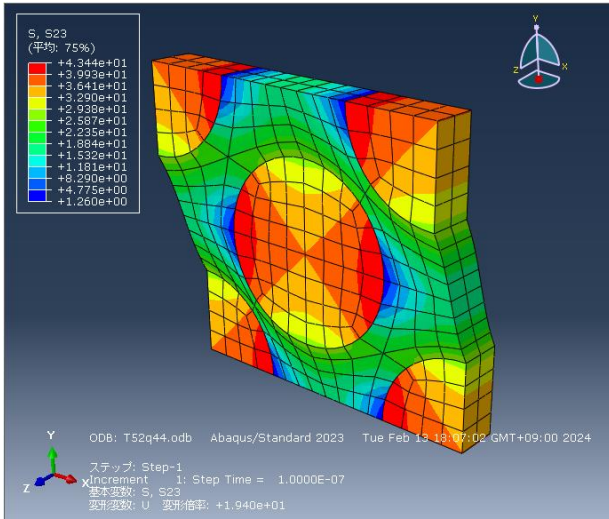 S, S23
(平均: 75%)
+4.344e+01
+3.993e+01
+3.641e+01
+3.290e+01
+2.938e+01
+2.587e+01
+2.235e+01
+1.884e+01
+1.532e+01
+1.181e+01
+8.290e+00
+4.775e+00
+1.260e+00
Y
Z
X
Y
Z
X
ODB: T52q44.odb Abaqus/Standard 2023 Tue Feb 13 18:07:02 GMT+09:00 2024
ステップ: Step-1
Increment 1: Step Time = 1.0000E-07
基本変数: S, S23
変形変数: U 変形倍率: +1.940e+01